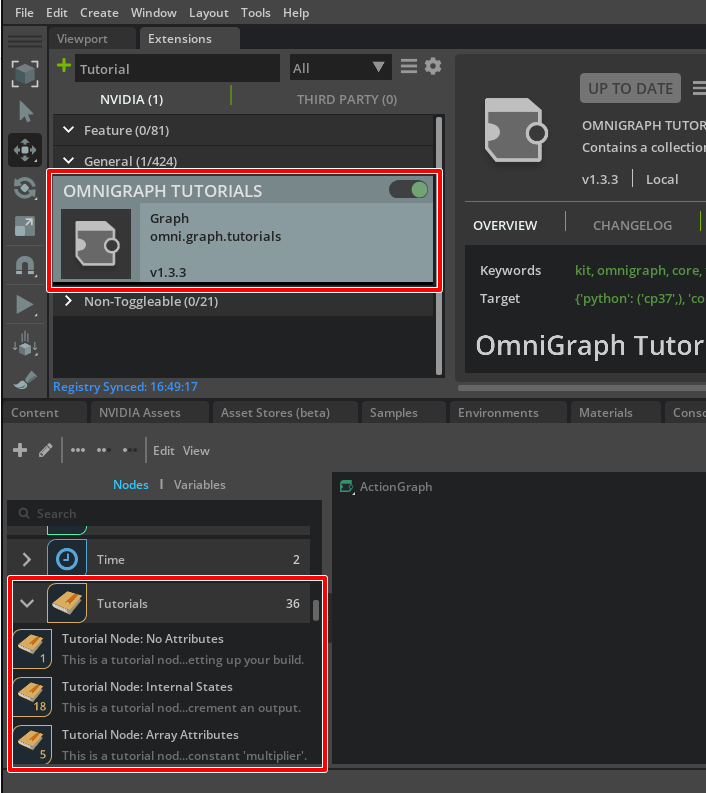 File Edit Create Window Layout Tools Help
Viewport Extensions
Tutorial All
NVIDIA (1) THIRD PARTY (0)
Feature (0/81)
General (1/424)
OMNIGRAPH TUTORIALS
Graph
omni.graph.tutorials
v1.3.3
Non-Toggleable (0/21)
Registry Synced: 16:49:17
UP TO DATE
OMNIGRAPH TUTOR
Contains a collection
v1.3.3 Local
OVERVIEW CHANGELOG
Keywords kit, omnigraph, core,
Target {'python': ('cp37',), 'co
OmniGraph Tutor
Content NVIDIA Assets Asset Stores (beta) Samples Environments Materials Conso
Edit View
Nodes Variables
Search
ActionGraph
Time 2
Tutorials 36
Tutorial Node: No Attributes
1 This is a tutorial nod...etting up your build.
Tutorial Node: Internal States
18 This is a tutorial nod...crement an output.
Tutorial Node: Array Attributes
5 This is a tutorial nod...constant 'multiplier'.